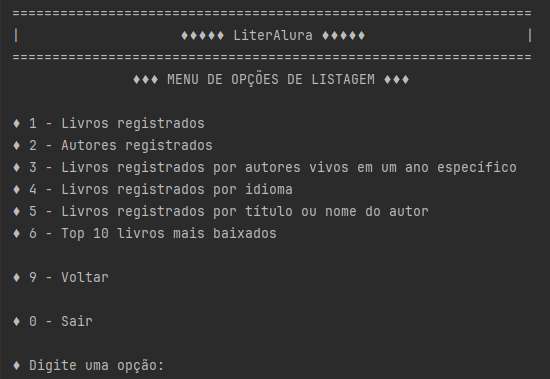 =================================================================
| ♦♦♦♦♦ LiterAlura ♦♦♦♦♦ |
=================================================================
♦♦♦ MENU DE OPÇÕES DE LISTAGEM ♦♦♦
♦ 1 - Livros registrados
♦ 2 - Autores registrados
♦ 3 - Livros registrados por autores vivos em um ano específico
♦ 4 - Livros registrados por idioma
♦ 5 - Livros registrados por título ou nome do autor
♦ 6 - Top 10 livros mais baixados
♦ 9 - Voltar
♦ 0 - Sair
♦ Digite uma opção: